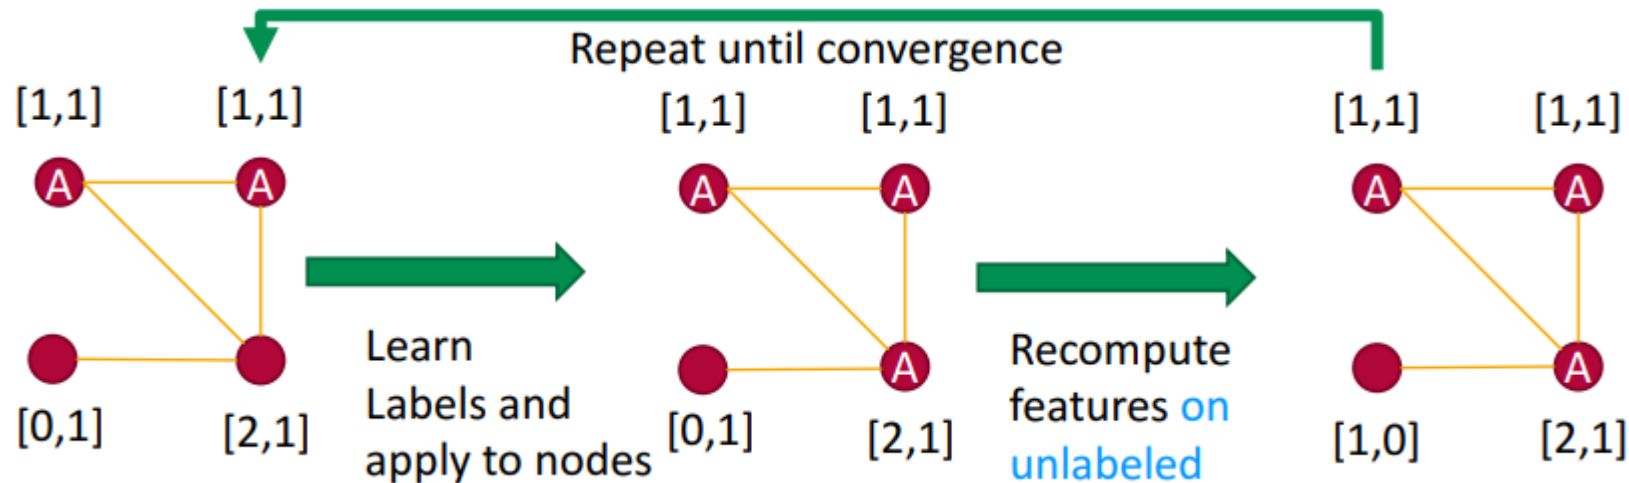 Repeat until convergence
[1,1] [1,1]
A A
[0,1] [2,1]
Learn
Labels and
apply to nodes
[1,1] [1,1]
A A
A
[0,1] [2,1]
Recompute
features on
unlabeled
[1,1] [1,1]
A A
A
[1,0] [2,1]